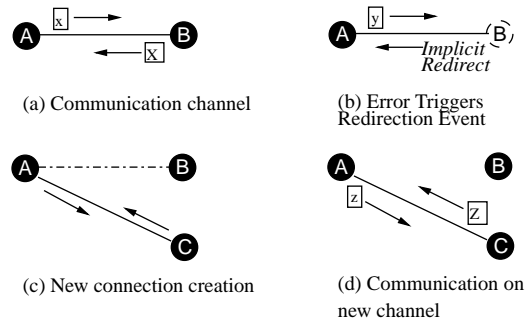 x
A
B
X
(a) Communication channel
y
A
B
Implicit
Redirect
(b) Error Triggers
Redirection Event
A
B
C
(c) New connection creation
A
B
z
Z
C
(d) Communication on
new channel